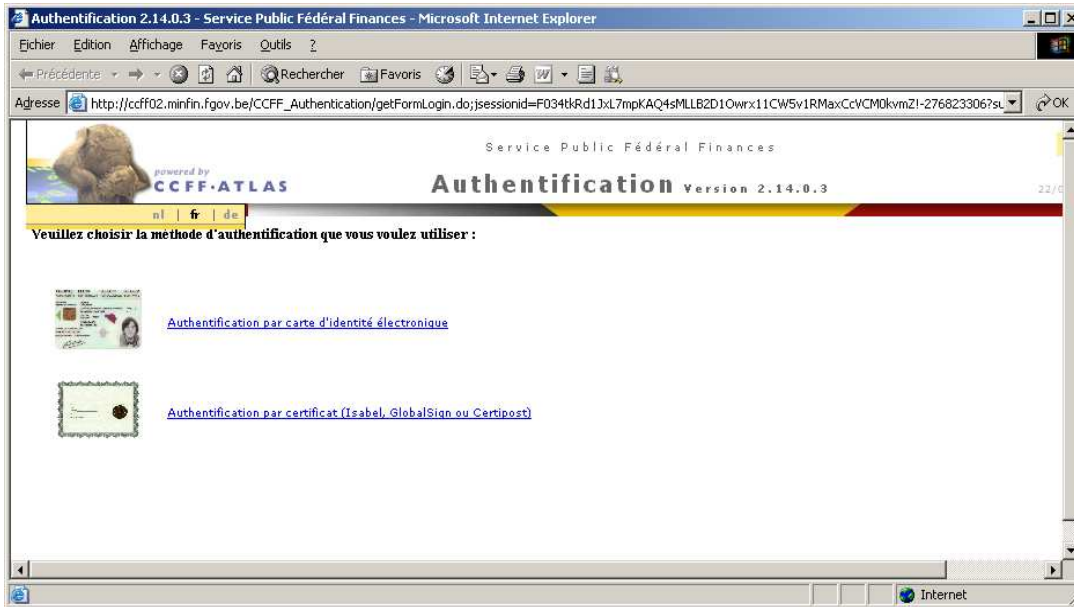 Authentification 2.14.0.3 - Service Public Fédéral Finances - Microsoft Internet Explorer
Fichier Edition Affichage Favoris Outils ?
Précédente Rechercher Favoris
Adresse http://ccff02.minfin.fgov.be/CCFF_Authentication/getFormLogin.do;jsessionid=F034tkRd1JxL7mpKAQ4sMLLB2D1Owrx11CW5v1RMaxCcVCM0kvmZ!-276823306?su OK
Service Public Fédéral Finances
powered by
CCFF·ATLAS
Authentification Version 2.14.0.3
22/0
nl | fr | de
Veuillez choisir la méthode d'authentification que vous voulez utiliser :
Authentification par carte d'identité électronique
Authentification par certificat (Isabel, GlobalSign ou Certipost)
Internet